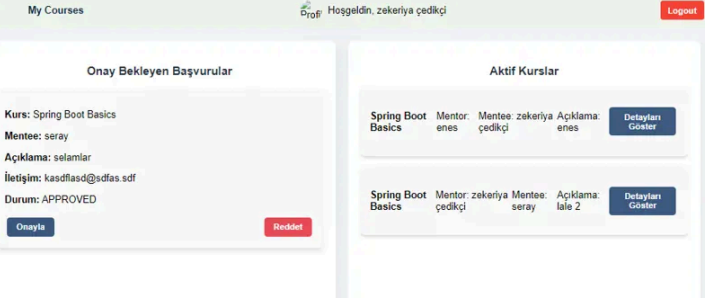 My Courses
Profi
Hoşgeldin, zekeriya çedikçi
Logout
Onay Bekleyen Başvurular
Kurs: Spring Boot Basics
Mentee: seray
Açıklama: selamlar
İletişim: kasdflasd@sdfas.sdf
Durum: APPROVED
Onayla
Reddet
Aktif Kurslar
Spring Boot
Basics
Mentor:
enes
Mentee: zekeriya
çedikçi
Açıklama:
enes
Detayları
Göster
Spring Boot
Basics
Mentor: zekeriya
çedikçi
Mentee:
seray
Açıklama:
lale 2
Detayları
Göster